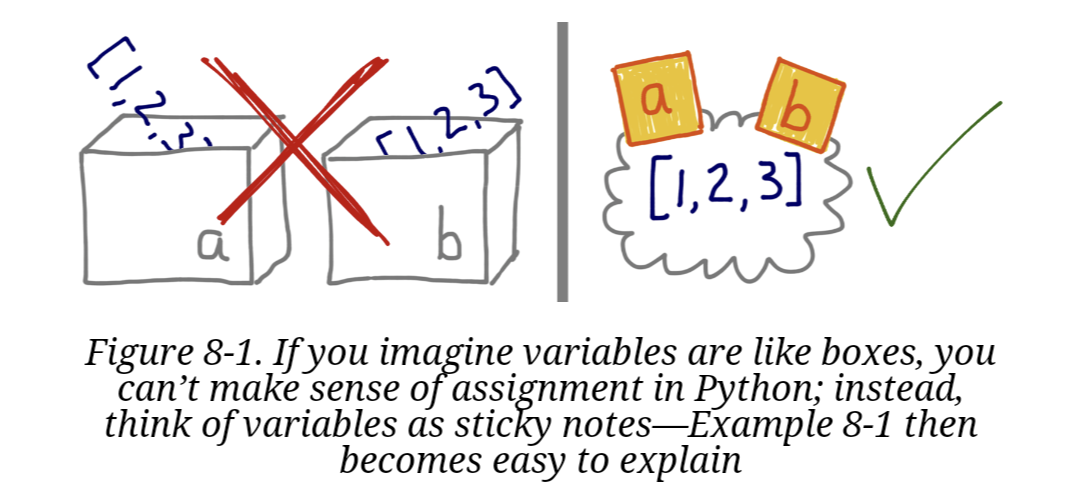 [1, 2, 3]
[1, 2, 3]
a
b
a
b
[1, 2, 3]
Figure 8-1. If you imagine variables are like boxes, you
can’t make sense of assignment in Python; instead,
think of variables as sticky notes—Example 8-1 then
becomes easy to explain